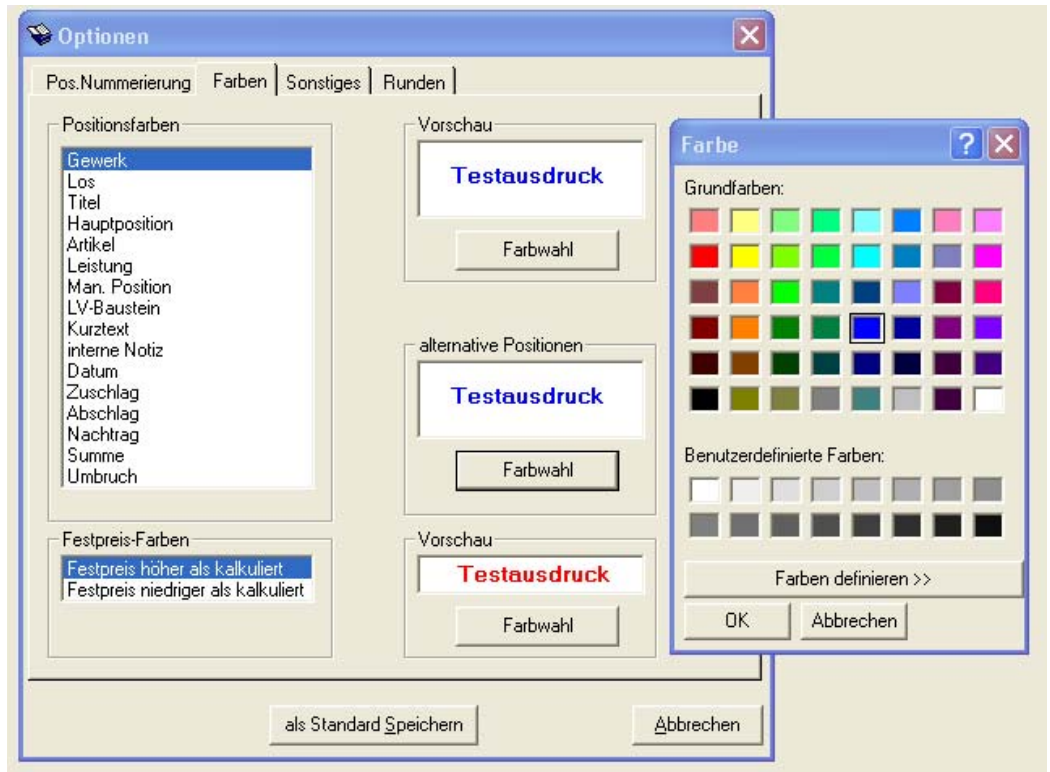 Optionen
Pos.Nummerierung Farben Sonstiges Runden
Positionsfarben
Gewerk
Los
Titel
Hauptposition
Artikel
Leistung
Man. Position
LV-Baustein
Kurztext
interne Notiz
Datum
Zuschlag
Abschlag
Nachtrag
Summe
Umbruch
Vorschau
Testausdruck
Farbwahl
alternative Positionen
Testausdruck
Farbwahl
Festpreis-Farben
Festpreis höher als kalkuliert
Festpreis niedriger als kalkuliert
Vorschau
Testausdruck
Farbwahl
als Standard Speichern
Abbrechen
Farbe
?
Grundfarben:
Benutzerdefinierte Farben:
Farben definieren >>
OK
Abbrechen